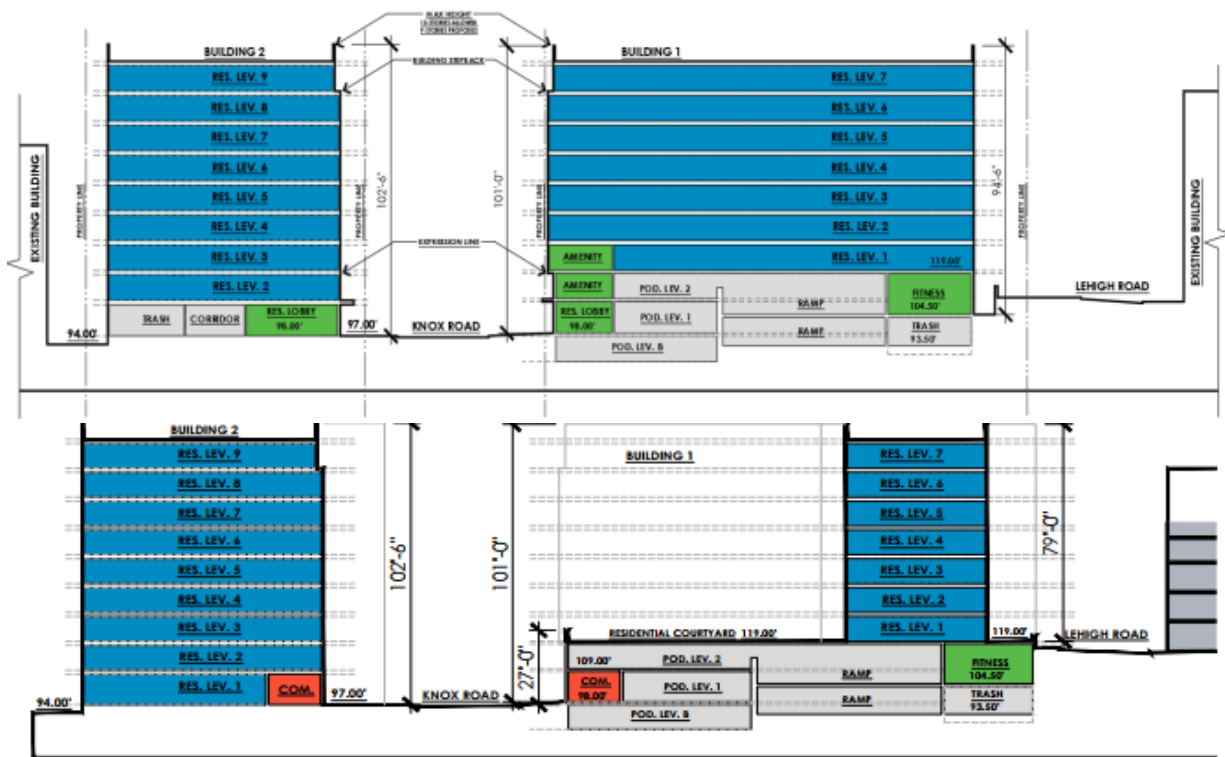 MAX. HEIGHT
10-STORIES ALLOWED
9-STORIES PROPOSED
BUILDING 2
BUILDING 1
BUILDING STEPBACK
RES. LEV. 9
RES. LEV. 8
RES. LEV. 7
RES. LEV. 6
RES. LEV. 5
RES. LEV. 4
RES. LEV. 3
RES. LEV. 2
TRASH
CORRIDOR
RES. LOBBY
98.00'
94.00'
97.00'
EXISTING BUILDING
PROPERTY LINE
PROPERTY LINE
102'-6"
101'-0"
PROPERTY LINE
EXPRESSION LINE
KNOX ROAD
RES. LEV. 7
RES. LEV. 6
RES. LEV. 5
RES. LEV. 4
RES. LEV. 3
RES. LEV. 2
AMENITY
RES. LEV. 1
119.00'
AMENITY
POD. LEV. 2
RAMP
FITNESS
104.50'
RES. LOBBY
98.00'
POD. LEV. 1
RAMP
TRASH
93.50'
POD. LEV. B
94'-6"
PROPERTY LINE
LEHIGH ROAD
EXISTING BUILDING
BUILDING 2
RES. LEV. 9
RES. LEV. 8
RES. LEV. 7
RES. LEV. 6
RES. LEV. 5
RES. LEV. 4
RES. LEV. 3
RES. LEV. 2
RES. LEV. 1
COM.
94.00'
97.00'
102'-6"
101'-0"
KNOX ROAD
27'-0"
BUILDING 1
RES. LEV. 7
RES. LEV. 6
RES. LEV. 5
RES. LEV. 4
RES. LEV. 3
RES. LEV. 2
RES. LEV. 1
RESIDENTIAL COURTYARD 119.00'
119.00'
79'-0"
LEHIGH ROAD
109.00'
POD. LEV. 2
RAMP
FITNESS
104.50'
COM.
98.00'
POD. LEV. 1
RAMP
TRASH
93.50'
POD. LEV. B